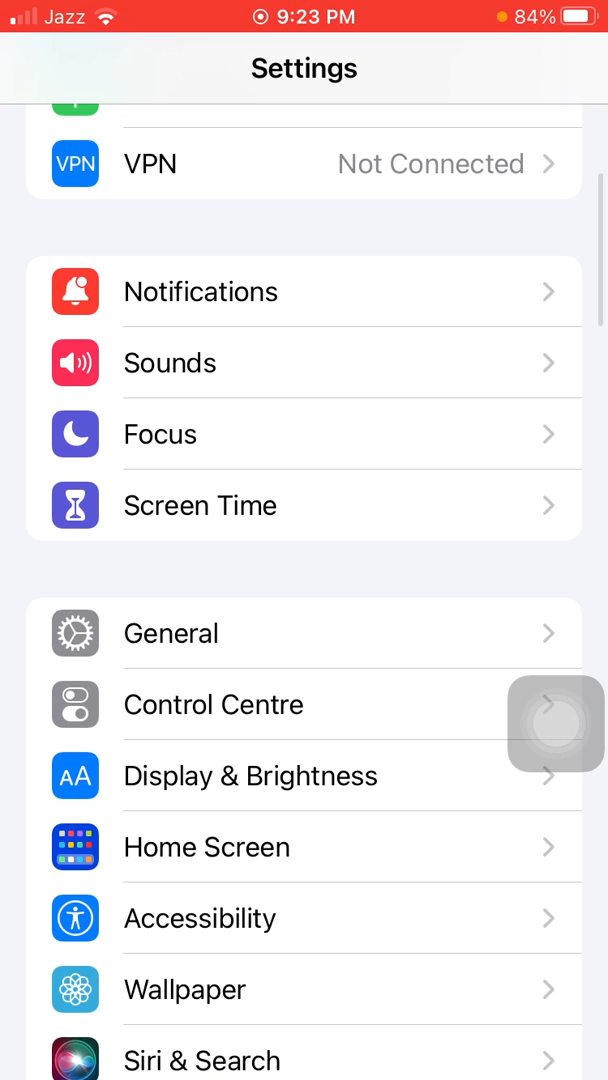 Jazz 9:23 PM 84%
Settings
VPN VPN Not Connected
Notifications
Sounds
Focus
Screen Time
General
Control Centre
AA Display & Brightness
Home Screen
Accessibility
Wallpaper
Siri & Search